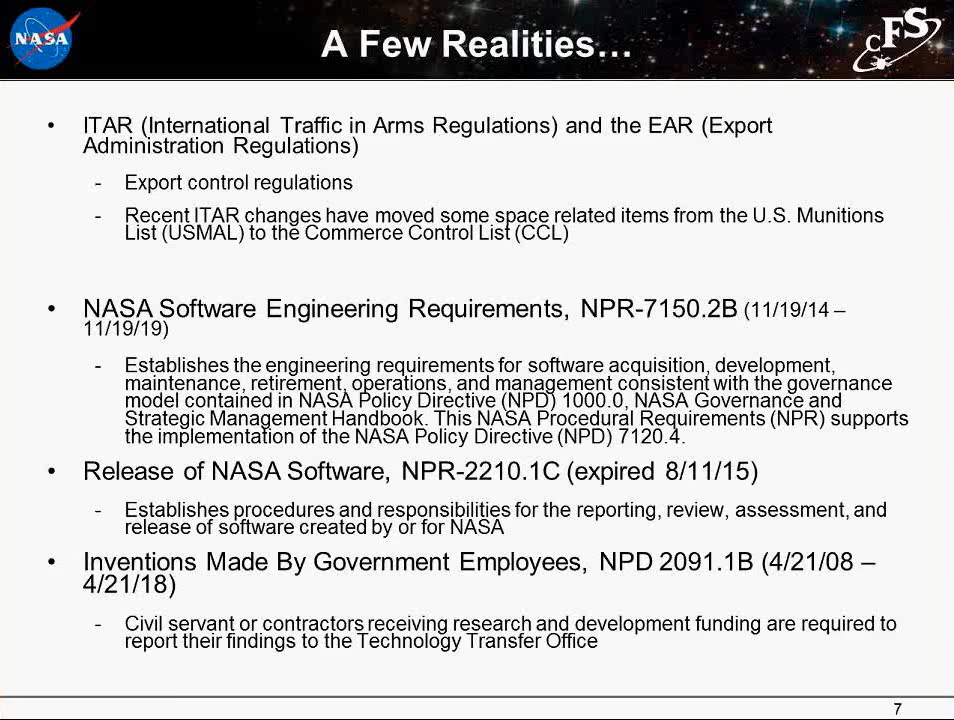 NASA
A Few Realities…
CFS
• ITAR (International Traffic in Arms Regulations) and the EAR (Export
Administration Regulations)
- Export control regulations
- Recent ITAR changes have moved some space related items from the U.S. Munitions
List (USMAL) to the Commerce Control List (CCL)
• NASA Software Engineering Requirements, NPR-7150.2B (11/19/14 –
11/19/19)
- Establishes the engineering requirements for software acquisition, development,
maintenance, retirement, operations, and management consistent with the governance
model contained in NASA Policy Directive (NPD) 1000.0, NASA Governance and
Strategic Management Handbook. This NASA Procedural Requirements (NPR) supports
the implementation of the NASA Policy Directive (NPD) 7120.4.
• Release of NASA Software, NPR-2210.1C (expired 8/11/15)
- Establishes procedures and responsibilities for the reporting, review, assessment, and
release of software created by or for NASA
• Inventions Made By Government Employees, NPD 2091.1B (4/21/08 –
4/21/18)
- Civil servant or contractors receiving research and development funding are required to
report their findings to the Technology Transfer Office
7